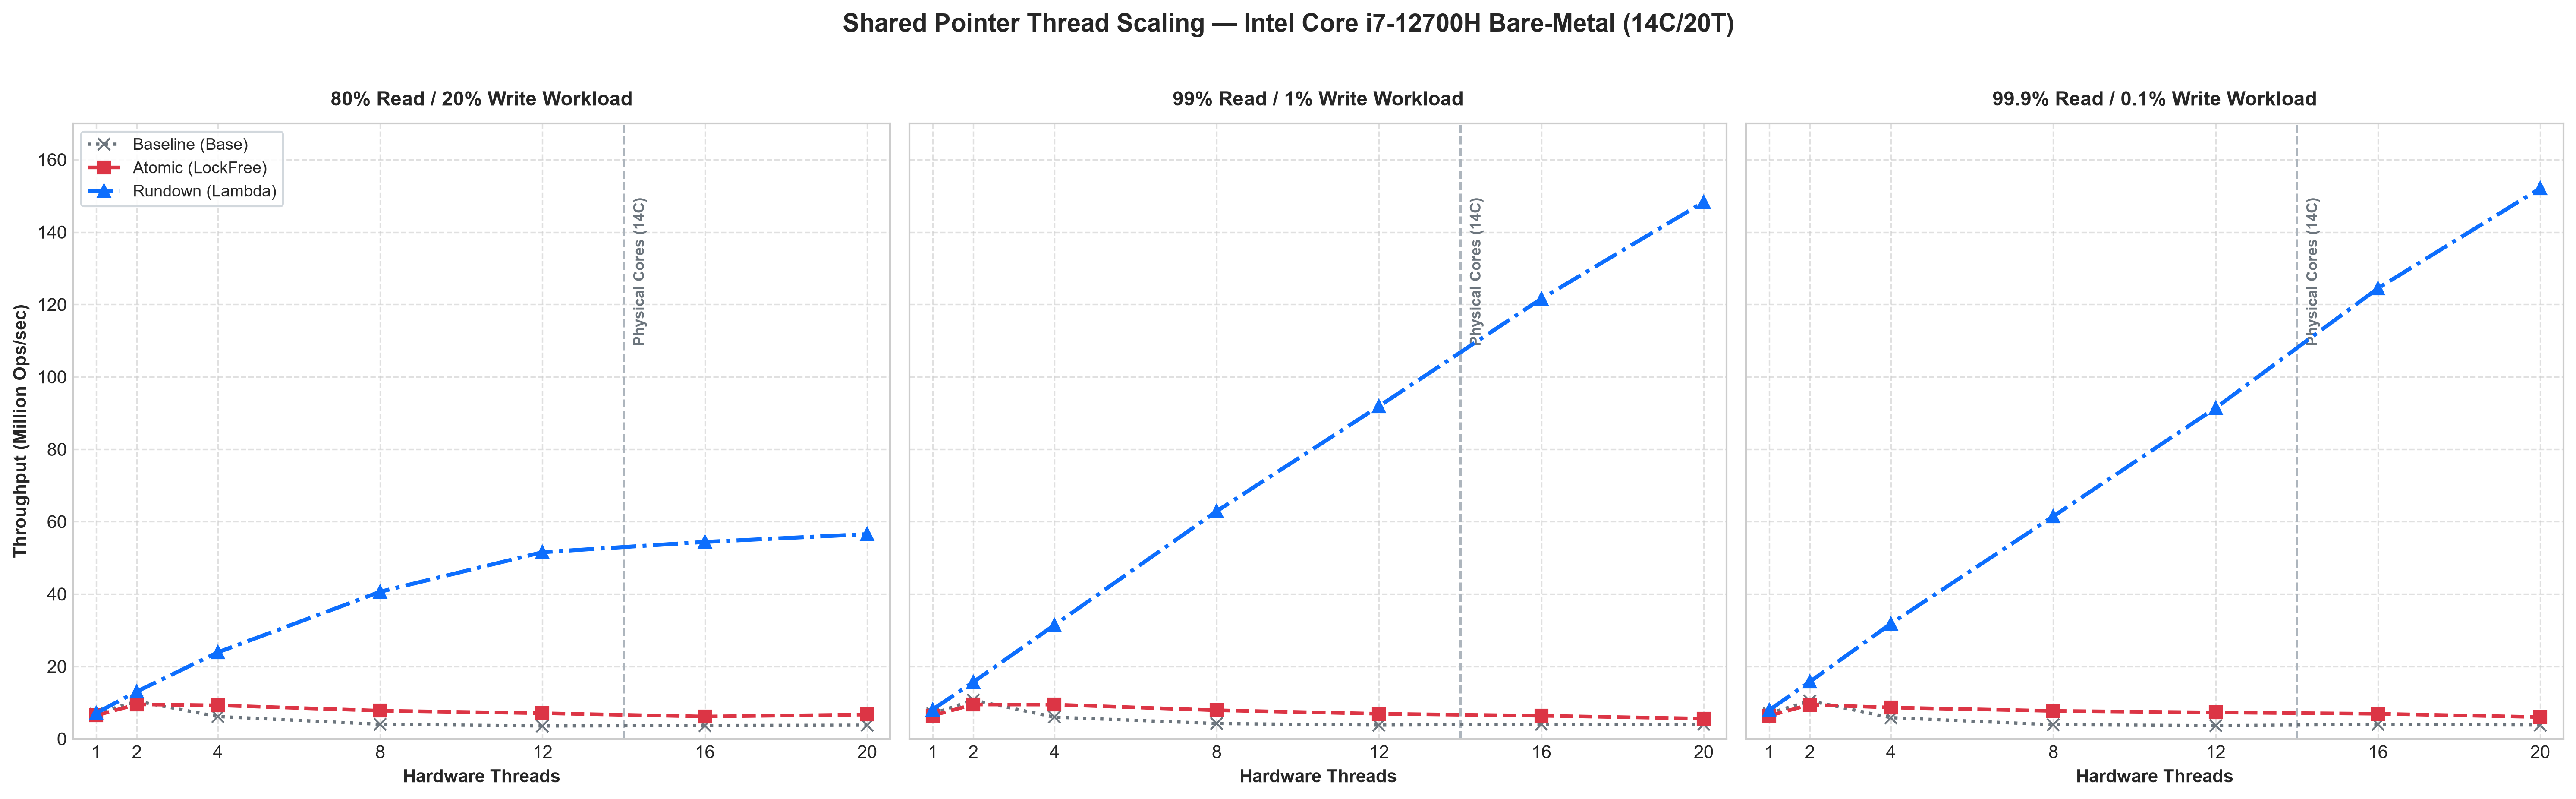 Shared Pointer Thread Scaling — Intel Core i7-12700H Bare-Metal (14C/20T)
80% Read / 20% Write Workload
Baseline (Base)
Atomic (LockFree)
Rundown (Lambda)
Physical Cores (14C)
Throughput (Million Ops/sec)
160
140
120
100
80
60
40
20
0
1 2 4 8 12 16 20
Hardware Threads
99% Read / 1% Write Workload
Physical Cores (14C)
1 2 4 8 12 16 20
Hardware Threads
99.9% Read / 0.1% Write Workload
Physical Cores (14C)
1 2 4 8 12 16 20
Hardware Threads